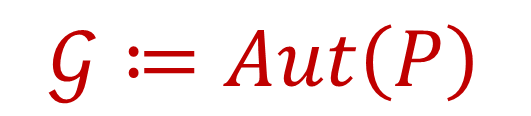 𝒢 ≔ Aut(P)